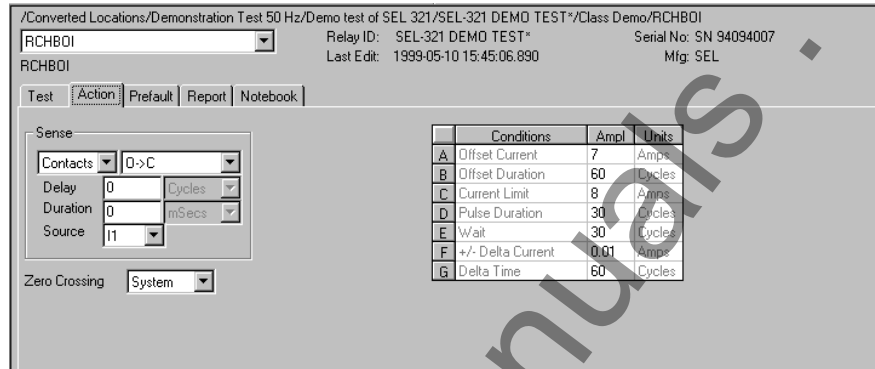 /Converted Locations/Demonstration Test 50 Hz/Demo test of SEL 321/SEL-321 DEMO TEST*/Class Demo/RCHBOI
RCHBOI Relay ID: SEL-321 DEMO TEST* Serial No: SN 94094007
RCHBOI Last Edit: 1999-05-10 15:45:06.890 Mfg: SEL
Test Action Prefault Report Notebook
Sense
Contacts O->C
Delay 0 Cycles
Duration 0 mSecs
Source I1
Zero Crossing System
Conditions Ampl Units
A Offset Current 7 Amps
B Offset Duration 60 Cycles
C Current Limit 8 Amps
D Pulse Duration 30 Cycles
E Wait 30 Cycles
F +/- Delta Current 0.01 Amps
G Delta Time 60 Cycles
nuals .